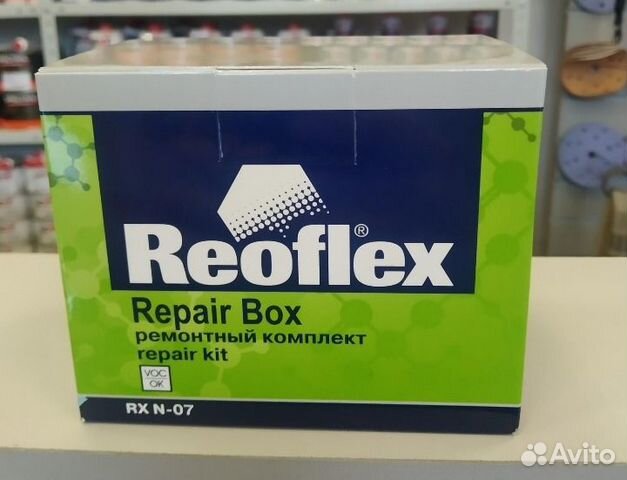 Reoflex®
Repair Box
ремонтный комплект
repair kit
VOC
OK
RX N-07
Avito